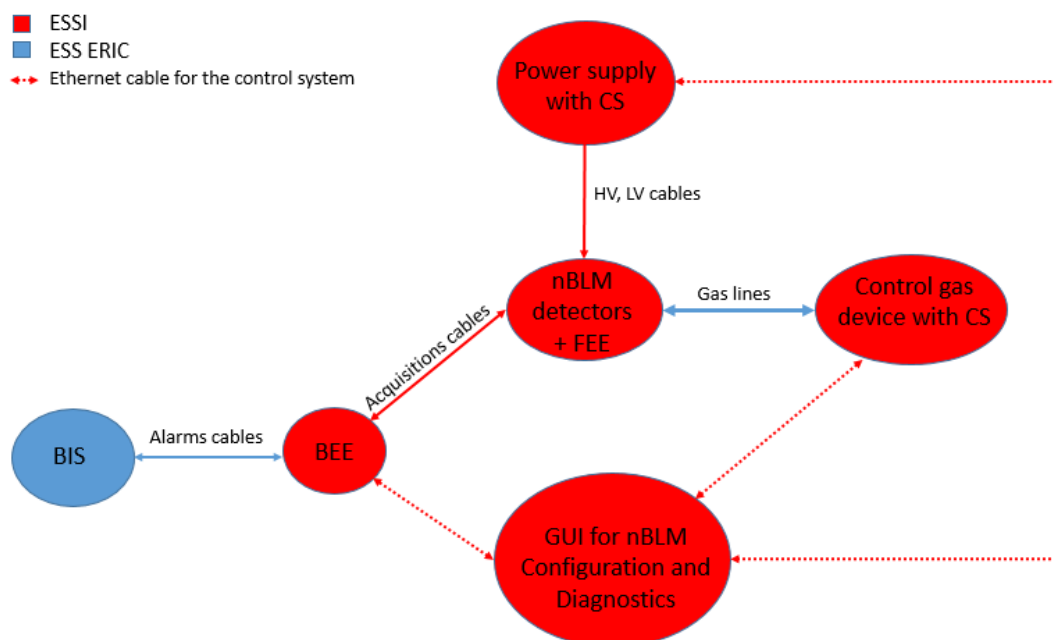 ESSI
ESS ERIC
Ethernet cable for the control system
Power supply
with CS
HV, LV cables
nBLM
detectors
+ FEE
Gas lines
Control gas
device with CS
Acquisitions cables
BIS
Alarms cables
BEE
GUI for nBLM
Configuration and
Diagnostics